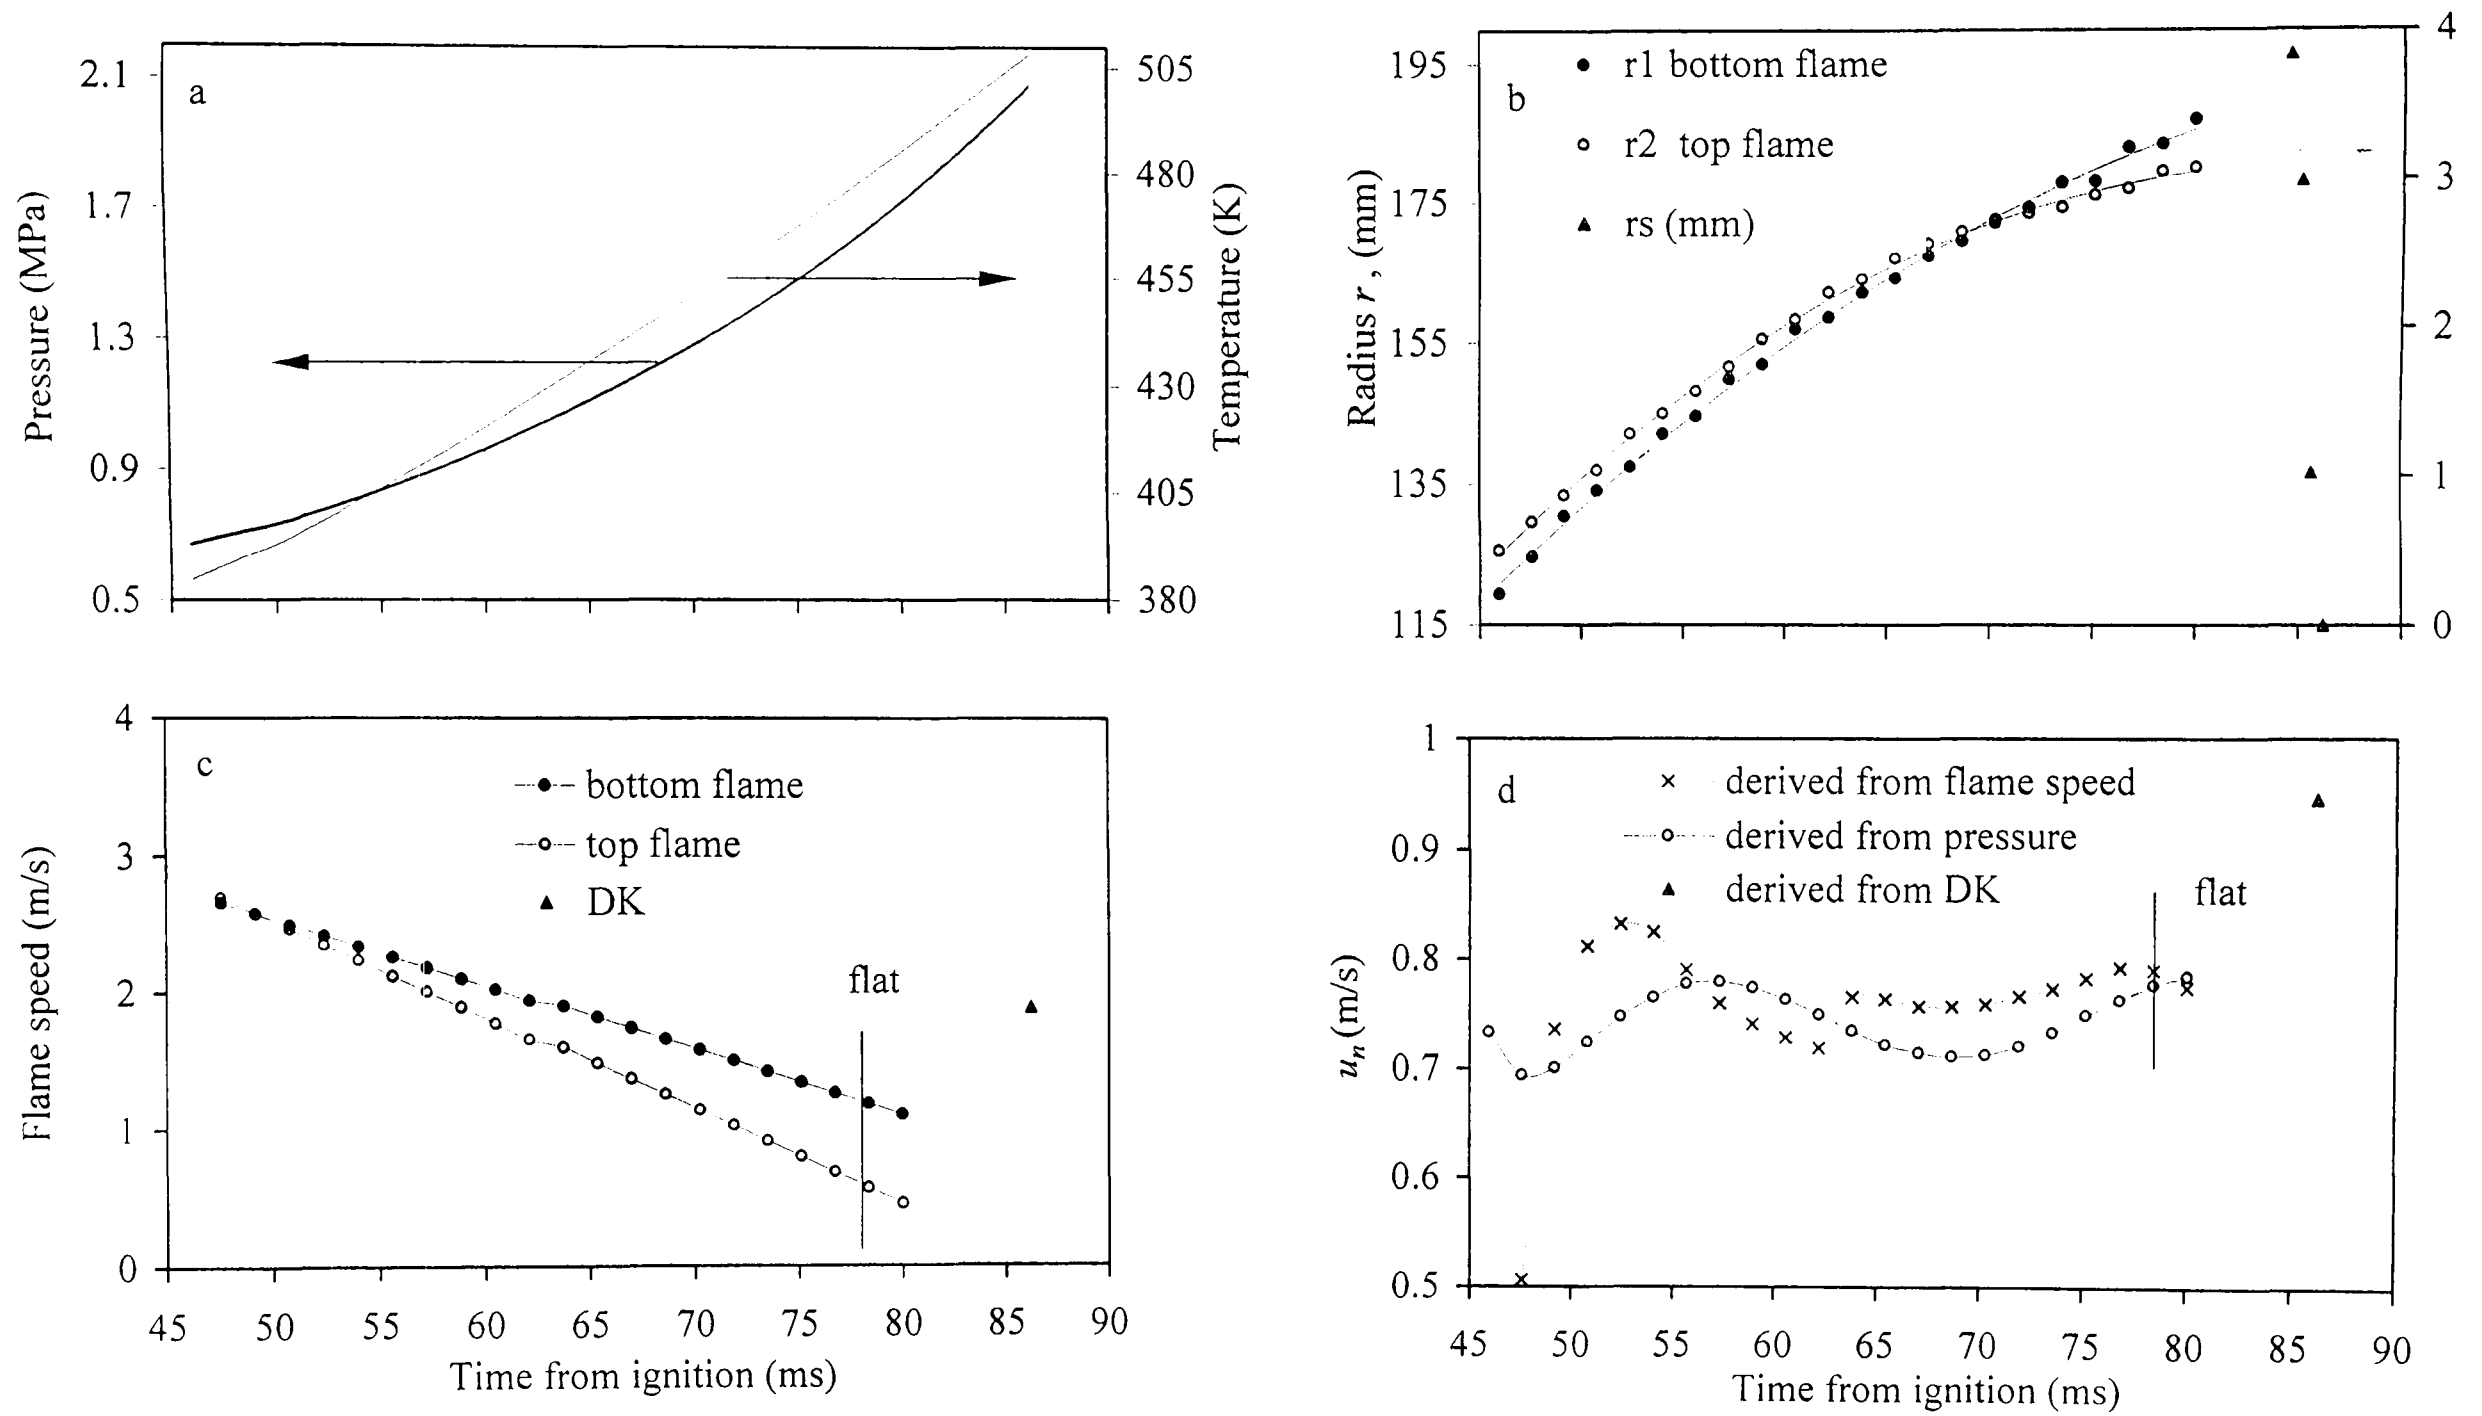 a
2.1
1.7
1.3
0.9
0.5
Pressure (MPa)
505
480
455
430
405
380
Temperature (K)
b
r1 bottom flame
r2 top flame
rs (mm)
195
175
155
135
115
Radius r, (mm)
4
3
2
1
0
c
bottom flame
top flame
DK
flat
4
3
2
1
0
Flame speed (m/s)
45 50 55 60 65 70 75 80 85 90
Time from ignition (ms)
d
derived from flame speed
derived from pressure
derived from DK
flat
1
0.9
0.8
0.7
0.6
0.5
un (m/s)
45 50 55 60 65 70 75 80 85 90
Time from ignition (ms)